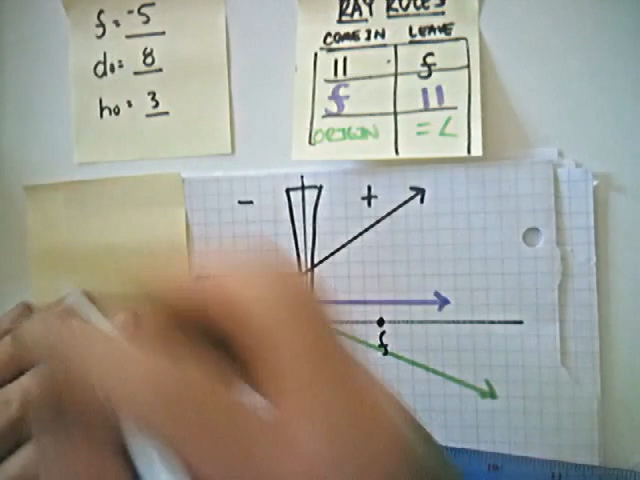 f = -5
do = 8
ho = 3
RAY RULES
COME IN LEAVE
|| f
f ||
ORIGIN = ∠
- +
f